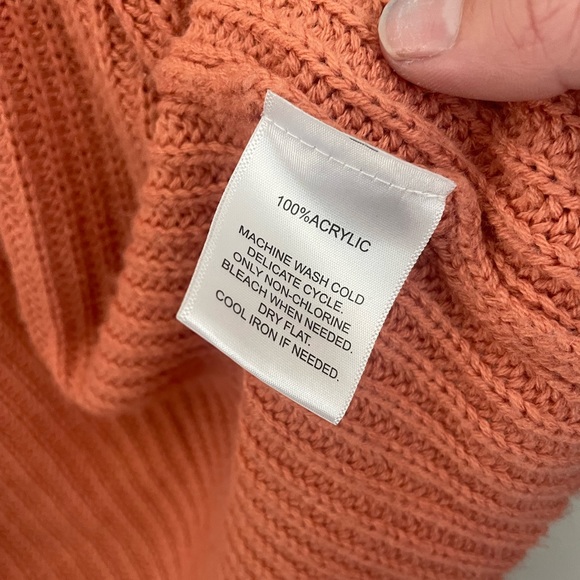 100%ACRYLIC
MACHINE WASH COLD
DELICATE CYCLE.
ONLY NON-CHLORINE
BLEACH WHEN NEEDED.
DRY FLAT.
COOL IRON IF NEEDED.